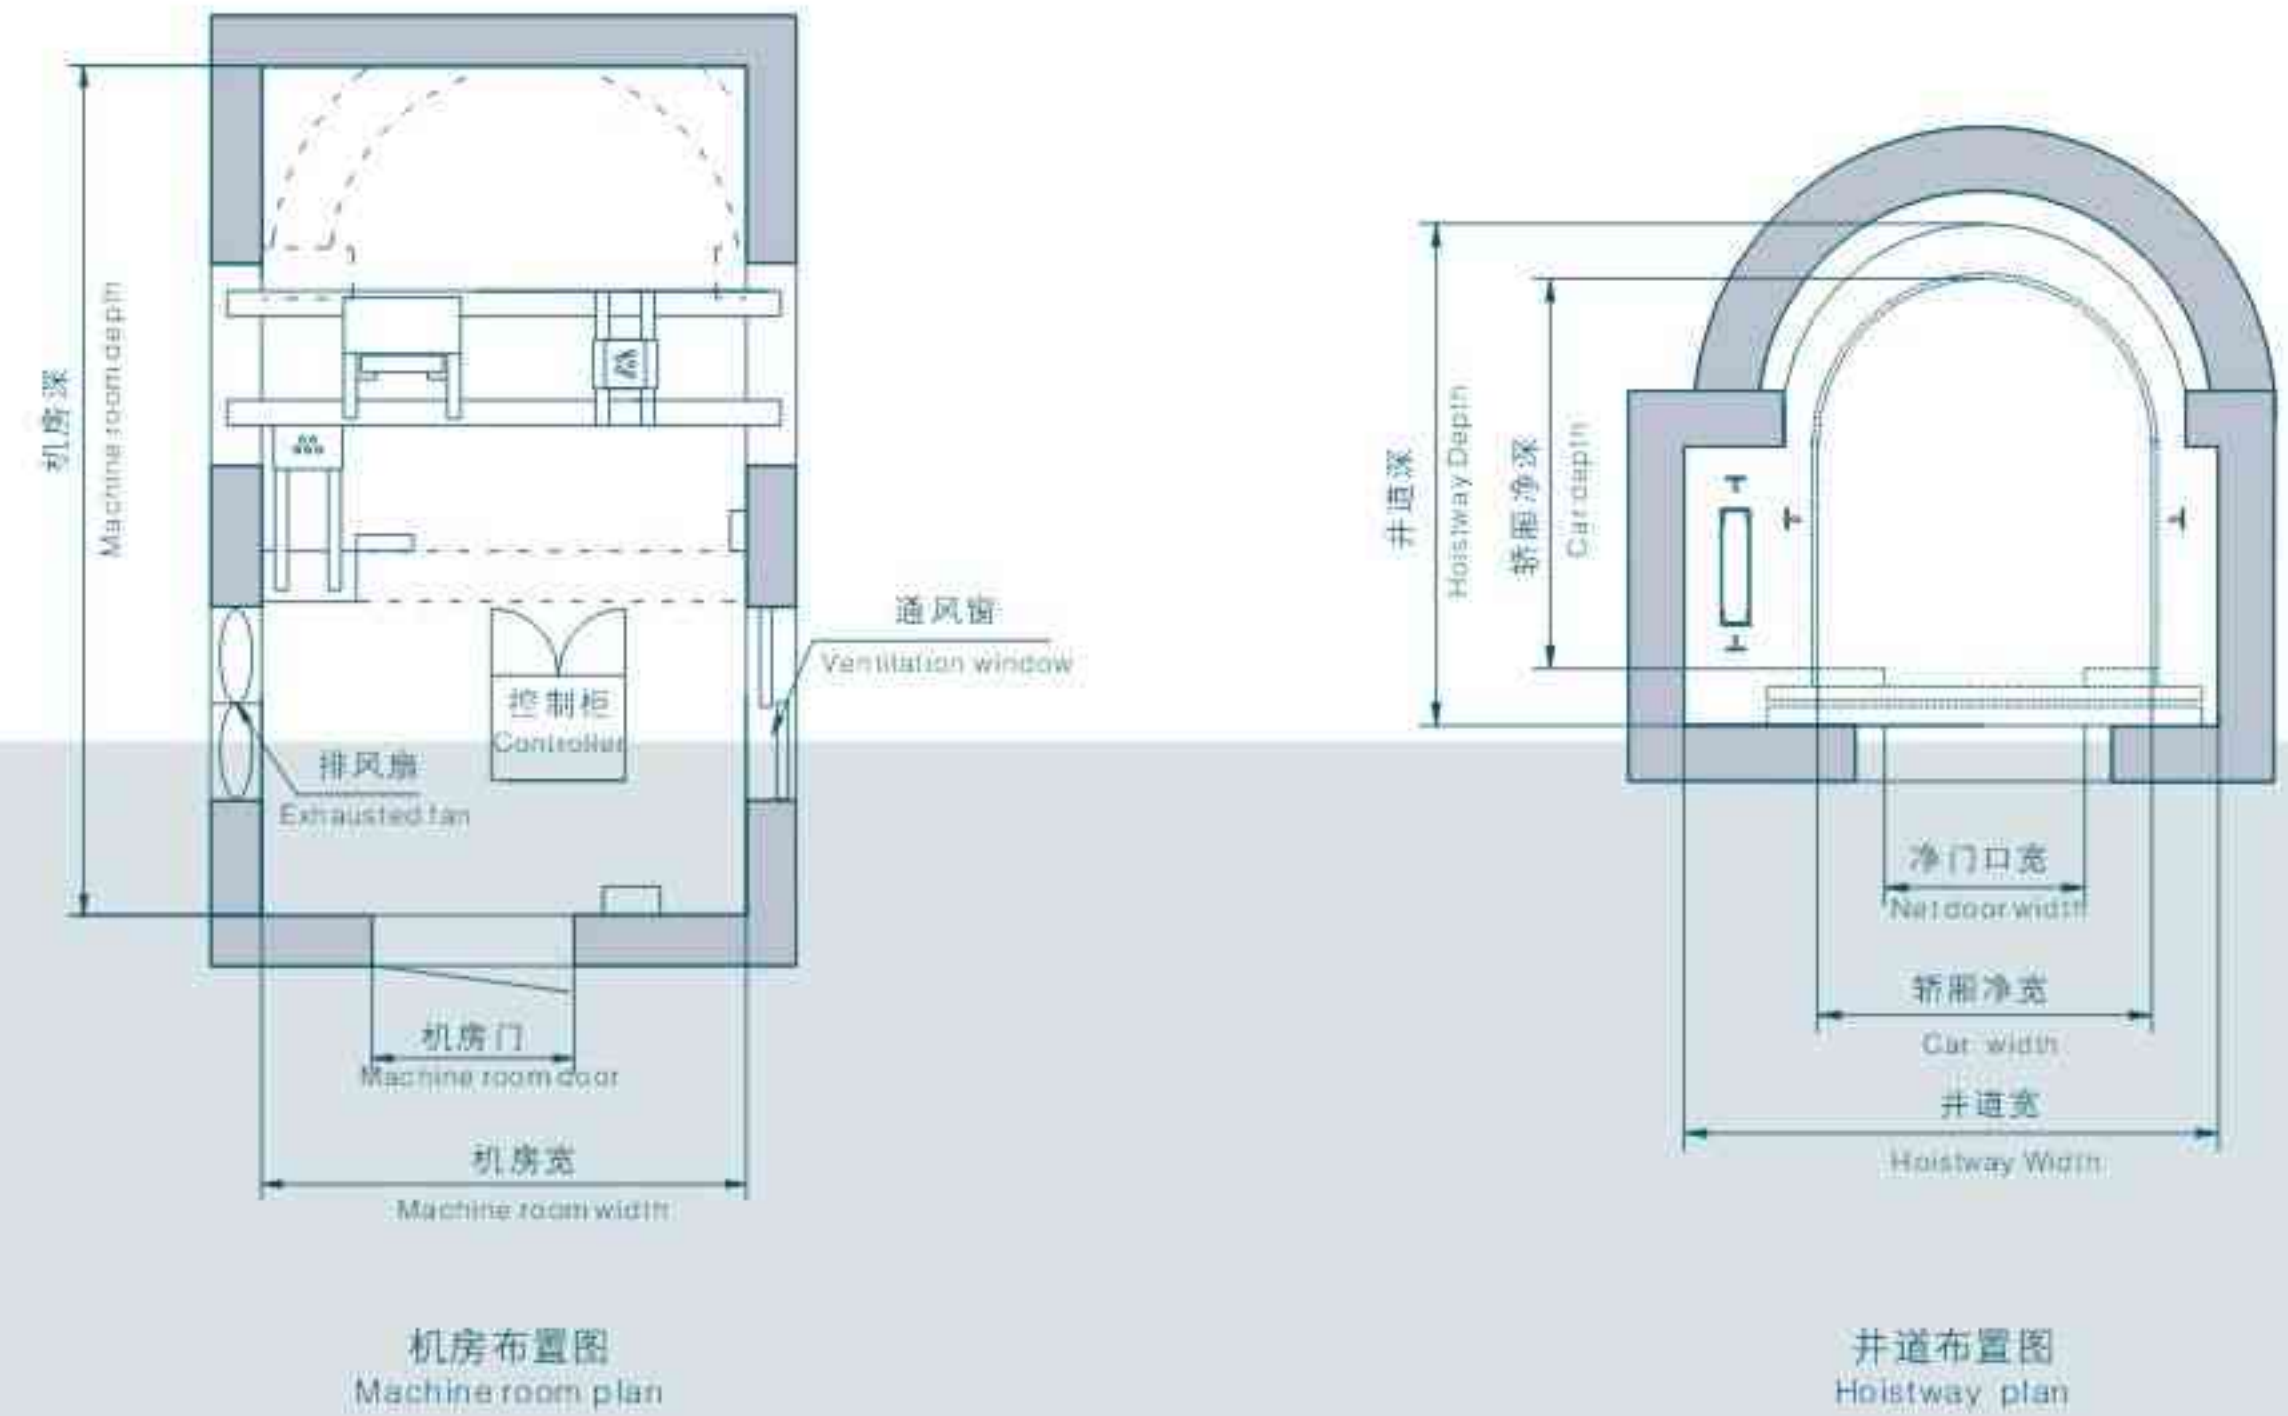 机房深
Machine room depth
通风窗
Ventilation window
控制柜
Controller
排风扇
Exhausted fan
机房门
Machine room door
机房宽
Machine room width
机房布置图
Machine room plan
井道深
Hoistway Depth
轿厢净深
Car depth
净门口宽
Net door width
轿厢净宽
Car width
井道宽
Hoistway Width
井道布置图
Hoistway plan